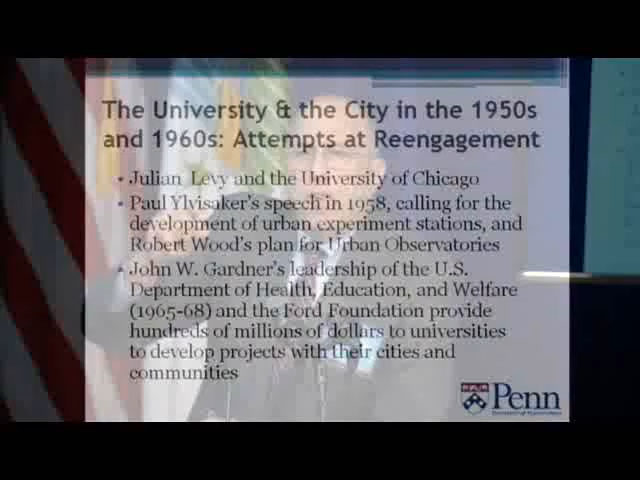 The University & the City in the 1950s
and 1960s: Attempts at Reengagement
• Julian Levy and the University of Chicago
• Paul Ylvisaker's speech in 1958, calling for the
development of urban experiment stations, and
Robert Wood's plan for Urban Observatories
• John W. Gardner's leadership of the U.S.
Department of Health, Education, and Welfare
(1965-68) and the Ford Foundation provide
hundreds of millions of dollars to universities
to develop projects with their cities and
communities
Penn